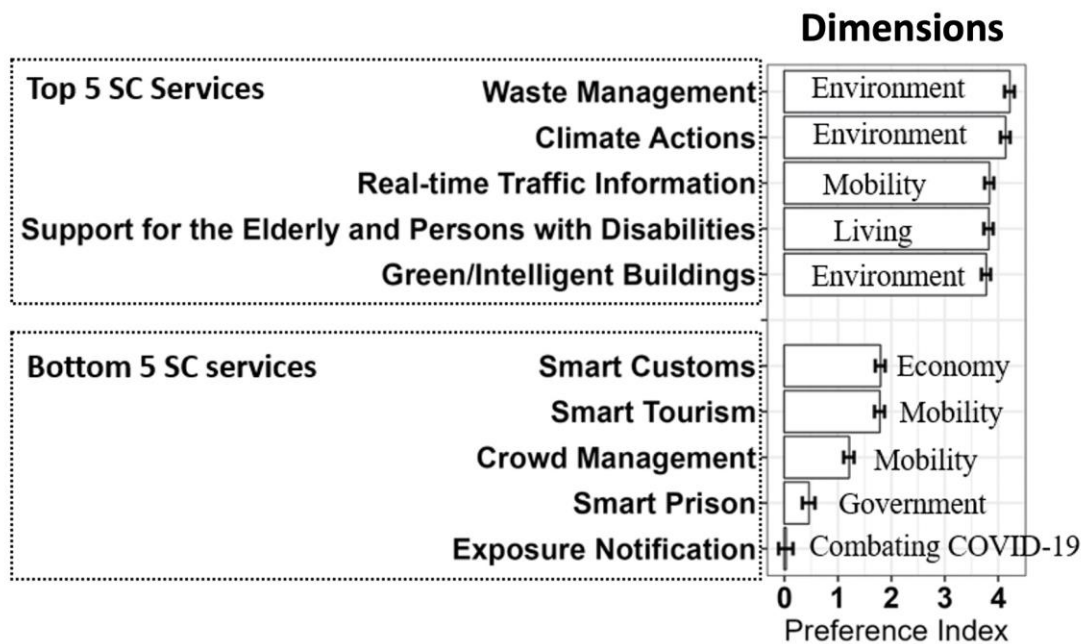 Dimensions
Top 5 SC Services
Waste Management Environment
Climate Actions Environment
Real-time Traffic Information Mobility
Support for the Elderly and Persons with Disabilities Living
Green/Intelligent Buildings Environment
Bottom 5 SC services
Smart Customs Economy
Smart Tourism Mobility
Crowd Management Mobility
Smart Prison Government
Exposure Notification Combating COVID-19
0 1 2 3 4
Preference Index